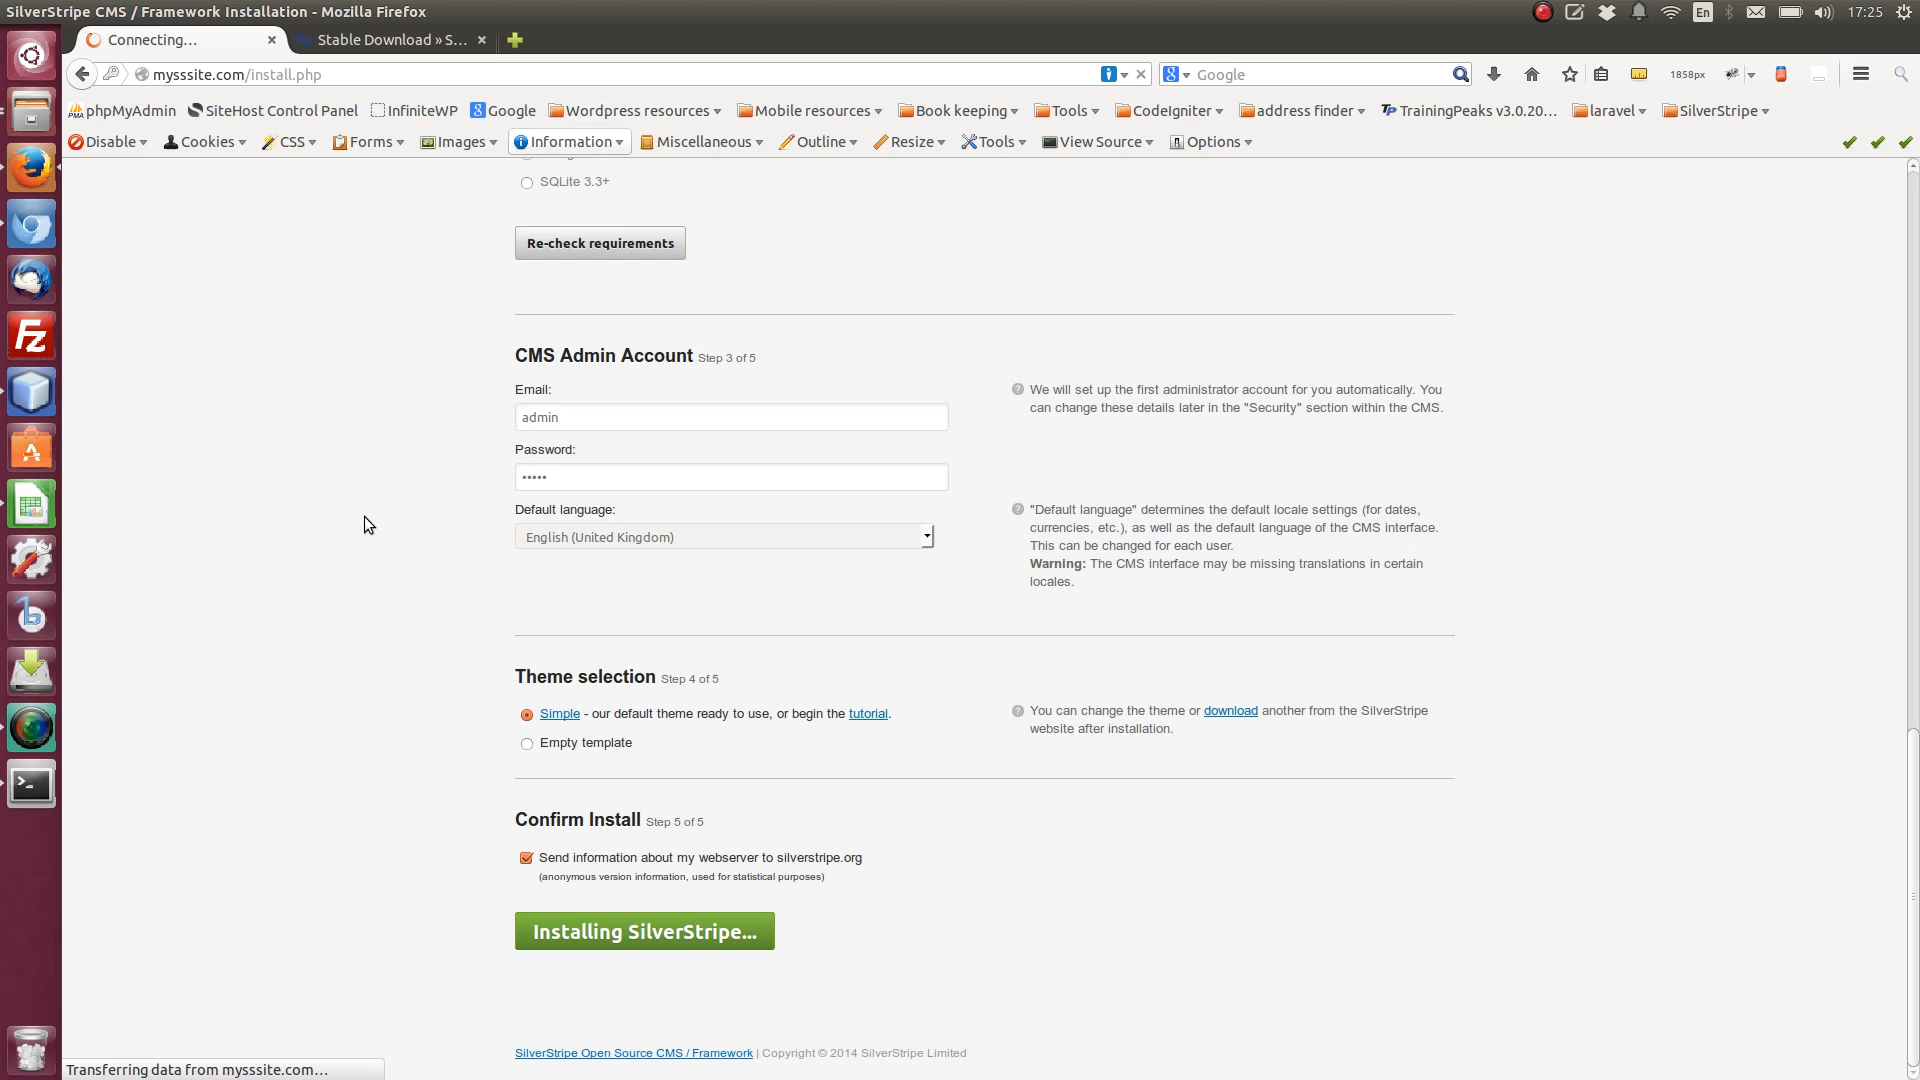 SilverStripe CMS / Framework Installation - Mozilla Firefox
En
17:25
Connecting...
Stable Download » S...
mysssite.com/install.php
Google
1858px
phpMyAdmin
SiteHost Control Panel
InfiniteWP
Google
Wordpress resources
Mobile resources
Book keeping
Tools
CodeIgniter
address finder
TrainingPeaks v3.0.20...
laravel
SilverStripe
Disable
Cookies
CSS
Forms
Images
Information
Miscellaneous
Outline
Resize
Tools
View Source
Options
SQLite 3.3+
Re-check requirements
CMS Admin Account Step 3 of 5
Email:
admin
We will set up the first administrator account for you automatically. You
can change these details later in the "Security" section within the CMS.
Password:
•••••
Default language:
English (United Kingdom)
"Default language" determines the default locale settings (for dates,
currencies, etc.), as well as the default language of the CMS interface.
This can be changed for each user.
Warning: The CMS interface may be missing translations in certain
locales.
Theme selection Step 4 of 5
Simple - our default theme ready to use, or begin the tutorial.
Empty template
You can change the theme or download another from the SilverStripe
website after installation.
Confirm Install Step 5 of 5
Send information about my webserver to silverstripe.org
(anonymous version information, used for statistical purposes)
Installing SilverStripe...
SilverStripe Open Source CMS / Framework | Copyright © 2014 SilverStripe Limited
Transferring data from mysssite.com...